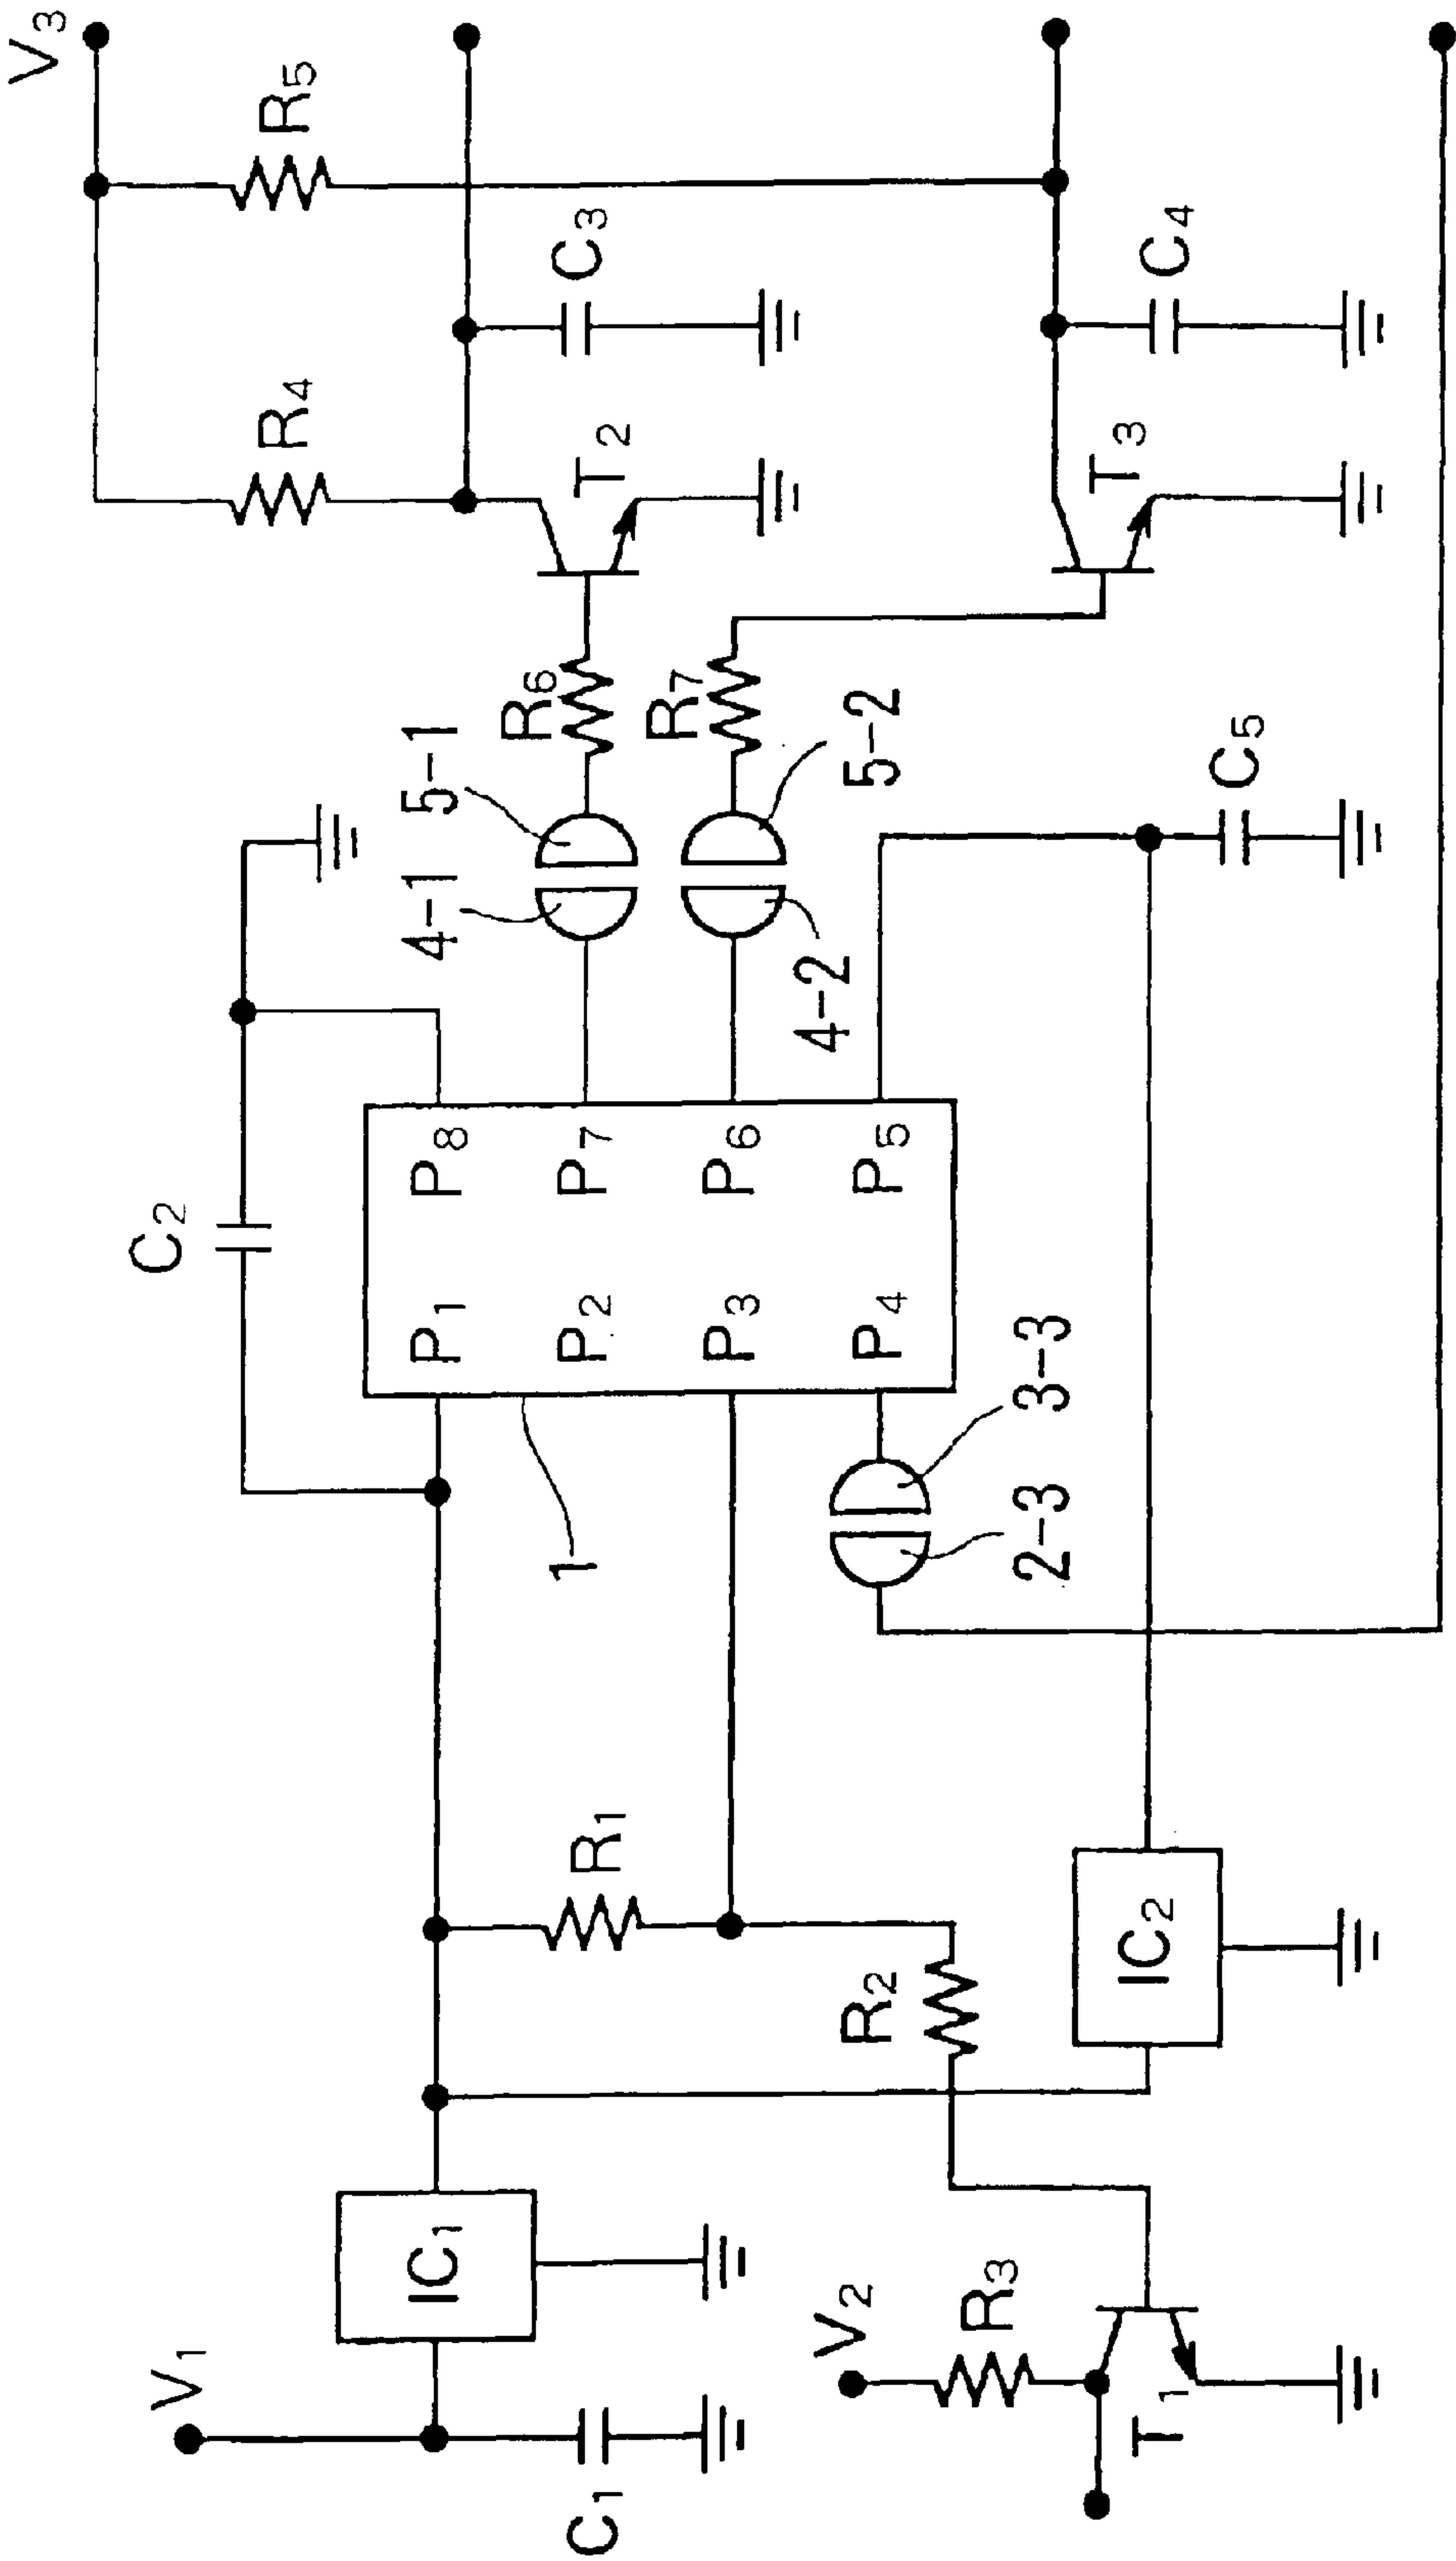 V3
R5
R4
C3
T2
C4
T3
R6
R7
5-1
4-1
5-2
4-2
C5
C2
P1 P8
P2 P7
P3 P6
P4 P5
1
3-3
2-3
R1
R2
IC2
IC1
V1
C1
V2
R3
T1